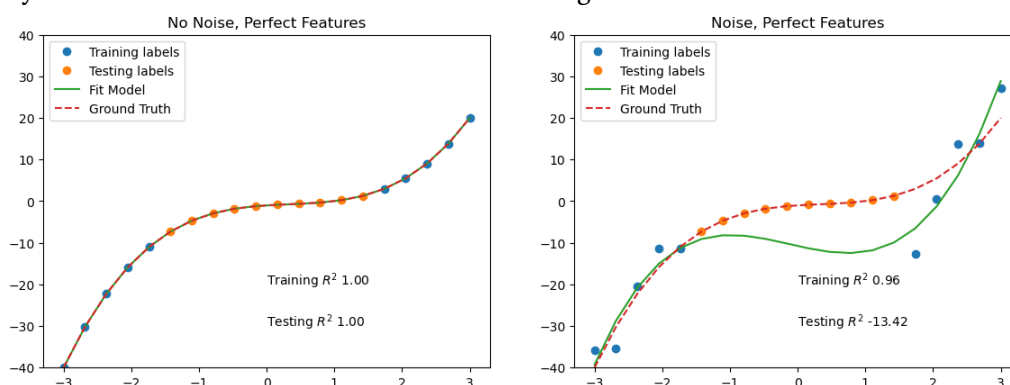 No Noise, Perfect Features
40
30
20
10
0
−10
−20
−30
−40
−3
−2
−1
0
1
2
3
Training labels
Testing labels
Fit Model
Ground Truth
Training R² 1.00
Testing R² 1.00
Noise, Perfect Features
40
30
20
10
0
−10
−20
−30
−40
−3
−2
−1
0
1
2
3
Training labels
Testing labels
Fit Model
Ground Truth
Training R² 0.96
Testing R² -13.42